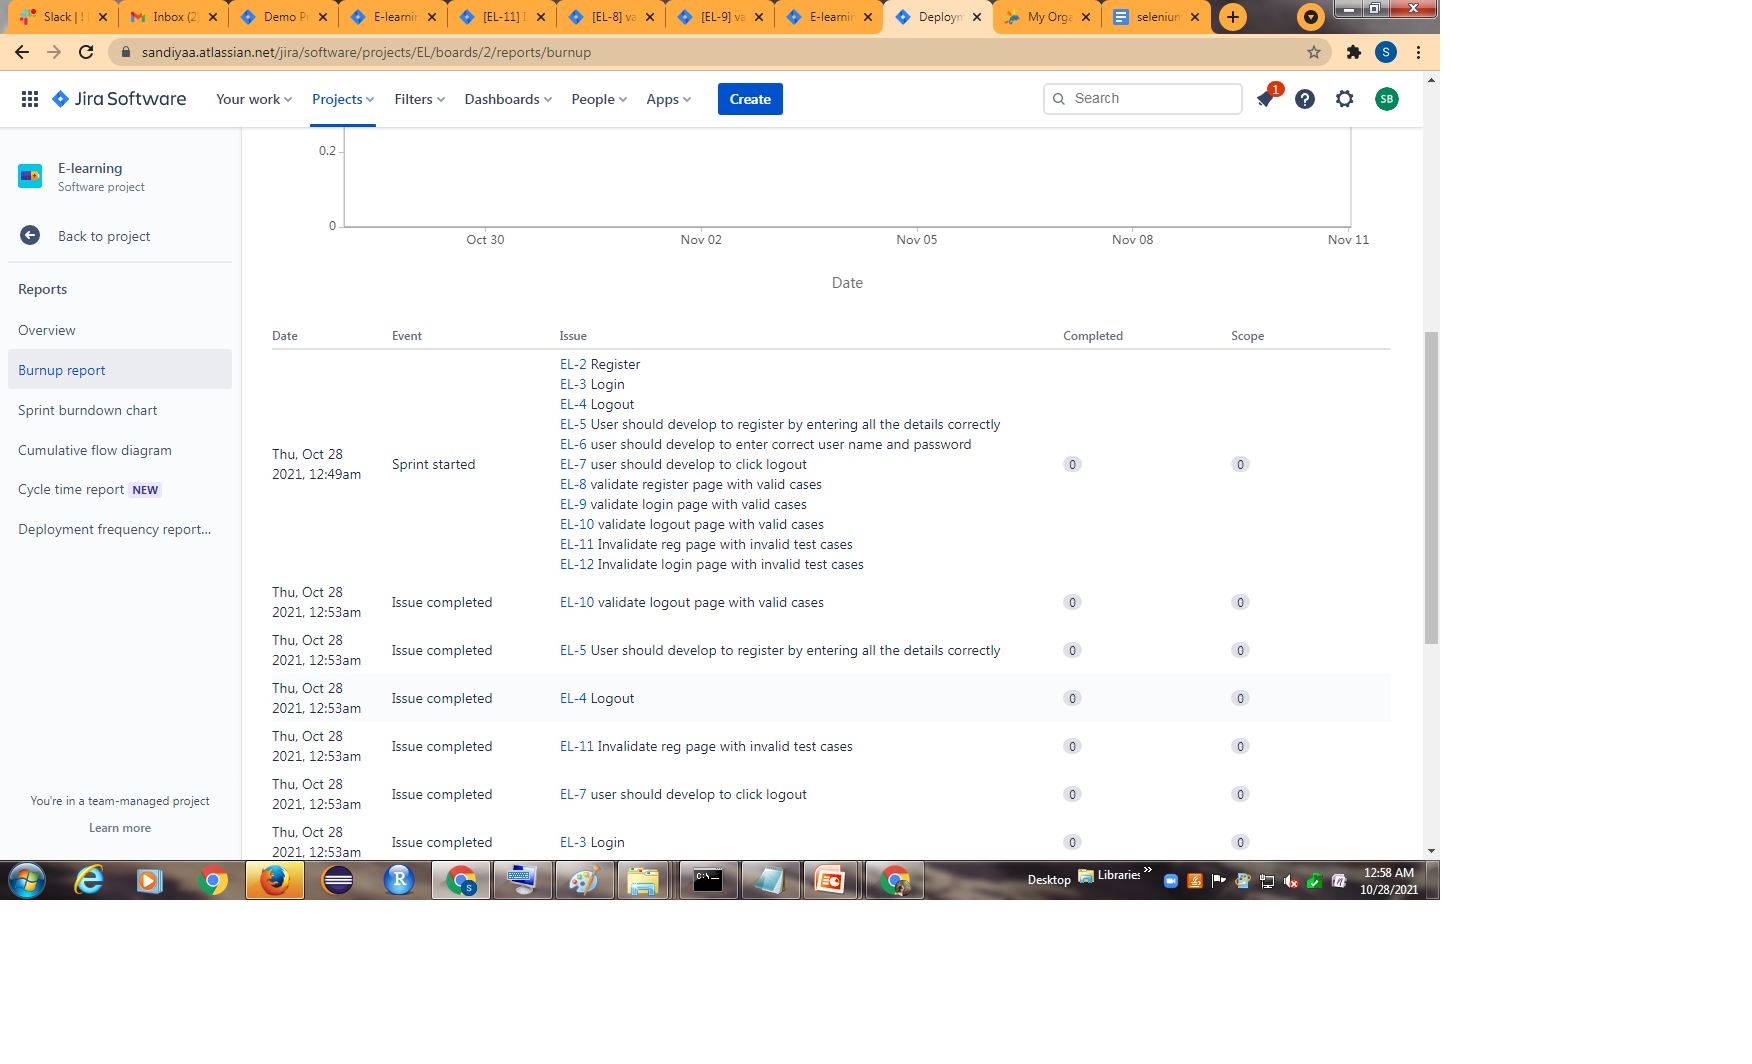 Slack | !
Inbox (2)
Demo P
E-learnin
[EL-11] I
[EL-8] va
[EL-9] va
E-learnin
Deploym
My Orga
selenium
sandiyaa.atlassian.net/jira/software/projects/EL/boards/2/reports/burnup
S
Jira Software
Your work
Projects
Filters
Dashboards
People
Apps
Create
Search
1
SB
E-learning
Software project
Back to project
Reports
Overview
Burnup report
Sprint burndown chart
Cumulative flow diagram
Cycle time report NEW
Deployment frequency report...
You're in a team-managed project
Learn more
0.2
0
Oct 30 Nov 02 Nov 05 Nov 08 Nov 11
Date
Date Event Issue Completed Scope
Thu, Oct 28
2021, 12:49am
Sprint started
EL-2 Register
EL-3 Login
EL-4 Logout
EL-5 User should develop to register by entering all the details correctly
EL-6 user should develop to enter correct user name and password
EL-7 user should develop to click logout
EL-8 validate register page with valid cases
EL-9 validate login page with valid cases
EL-10 validate logout page with valid cases
EL-11 Invalidate reg page with invalid test cases
EL-12 Invalidate login page with invalid test cases
0 0
Thu, Oct 28
2021, 12:53am
Issue completed EL-10 validate logout page with valid cases 0 0
Thu, Oct 28
2021, 12:53am
Issue completed EL-5 User should develop to register by entering all the details correctly 0 0
Thu, Oct 28
2021, 12:53am
Issue completed EL-4 Logout 0 0
Thu, Oct 28
2021, 12:53am
Issue completed EL-11 Invalidate reg page with invalid test cases 0 0
Thu, Oct 28
2021, 12:53am
Issue completed EL-7 user should develop to click logout 0 0
Thu, Oct 28
2021, 12:53am
Issue completed EL-3 Login 0 0
R
S
C:\
Desktop
Libraries
12:58 AM
10/28/2021